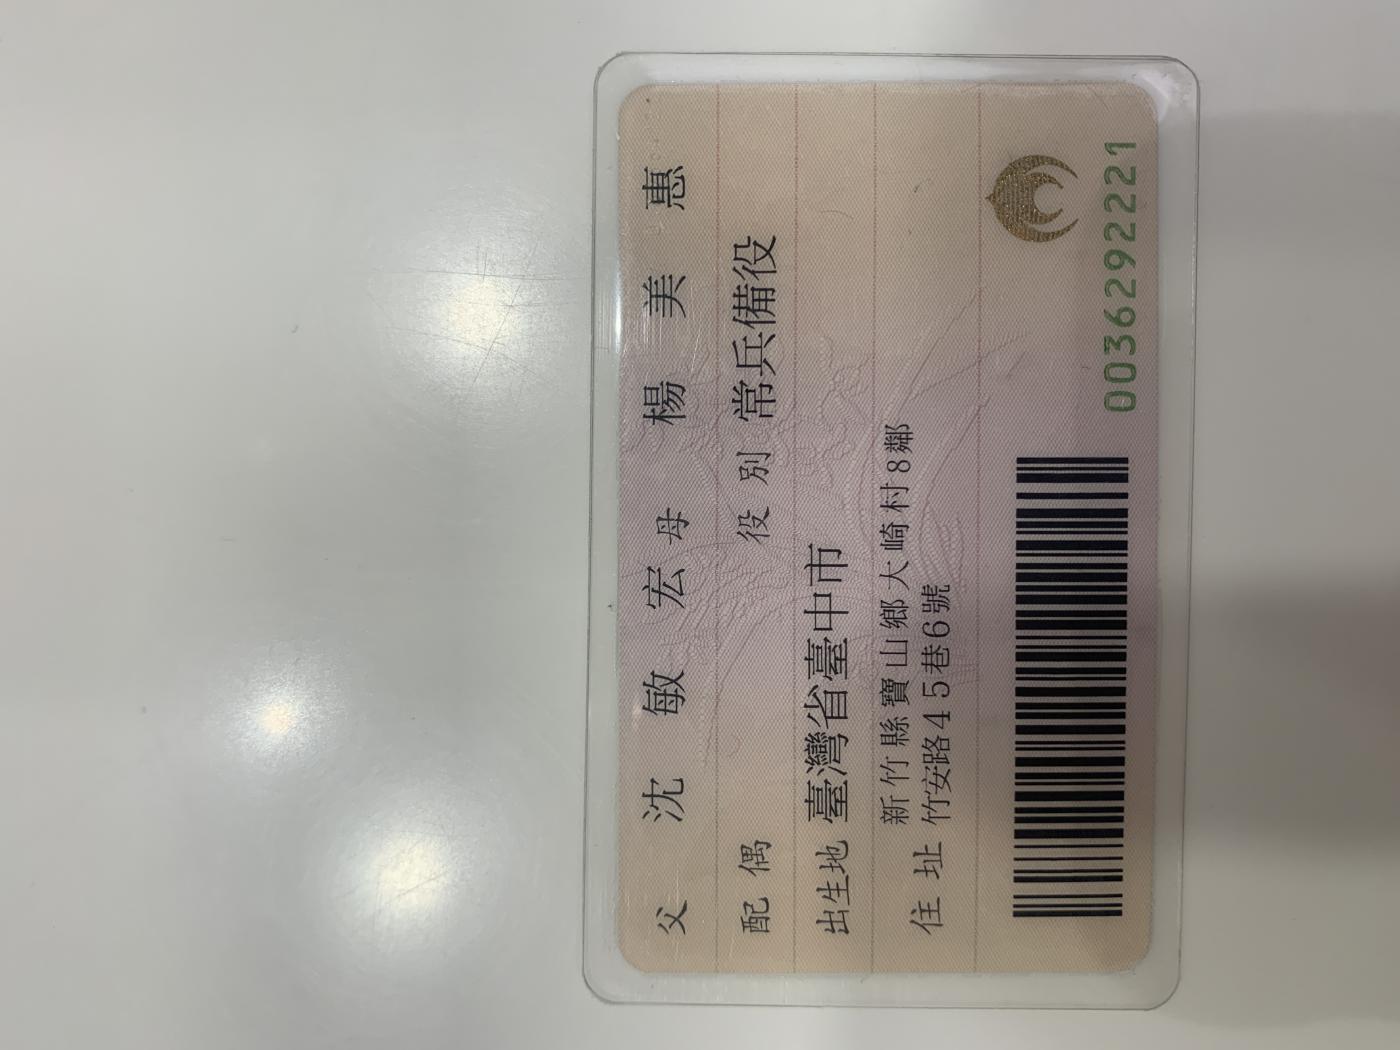 父 沈 敏 宏 母 楊 美 惠
配 偶 役 別 常兵備役
出生地 臺灣省臺中市
住 址 新竹縣寶山鄉大崎村8鄰
竹安路45巷6號
0036292221